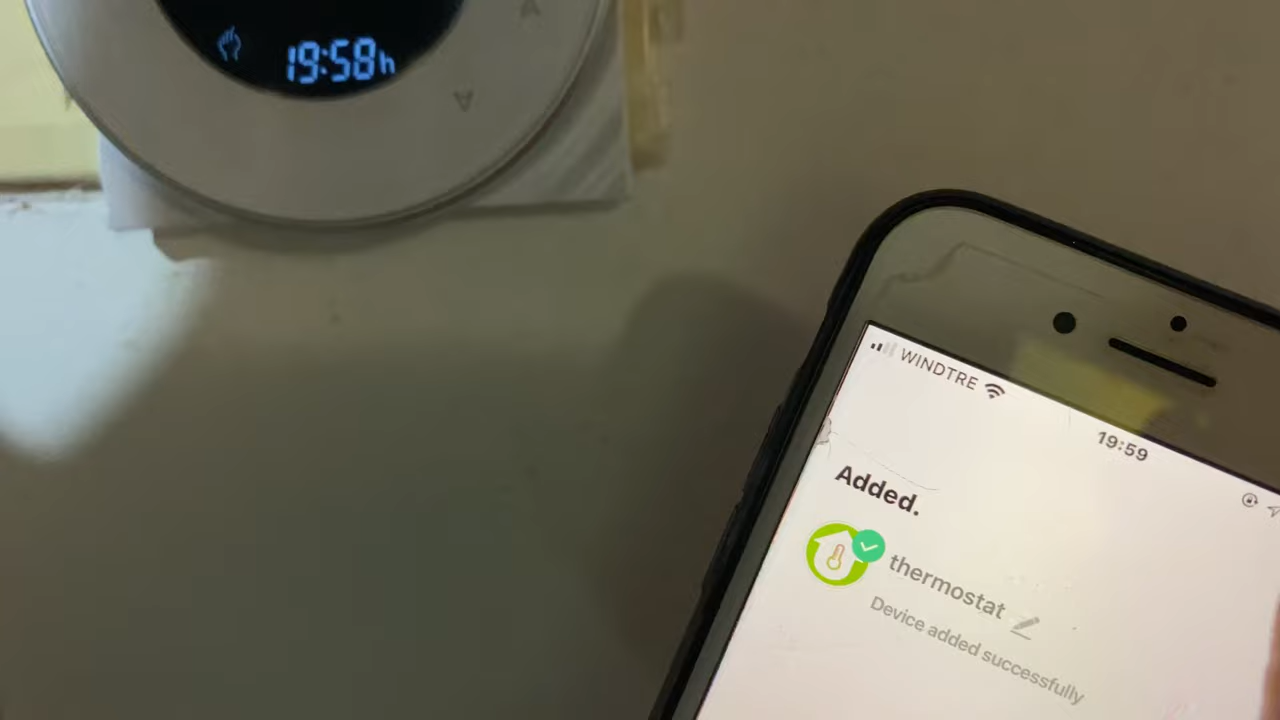 19:58h
WINDTRE
19:59
Added.
thermostat
Device added successfully